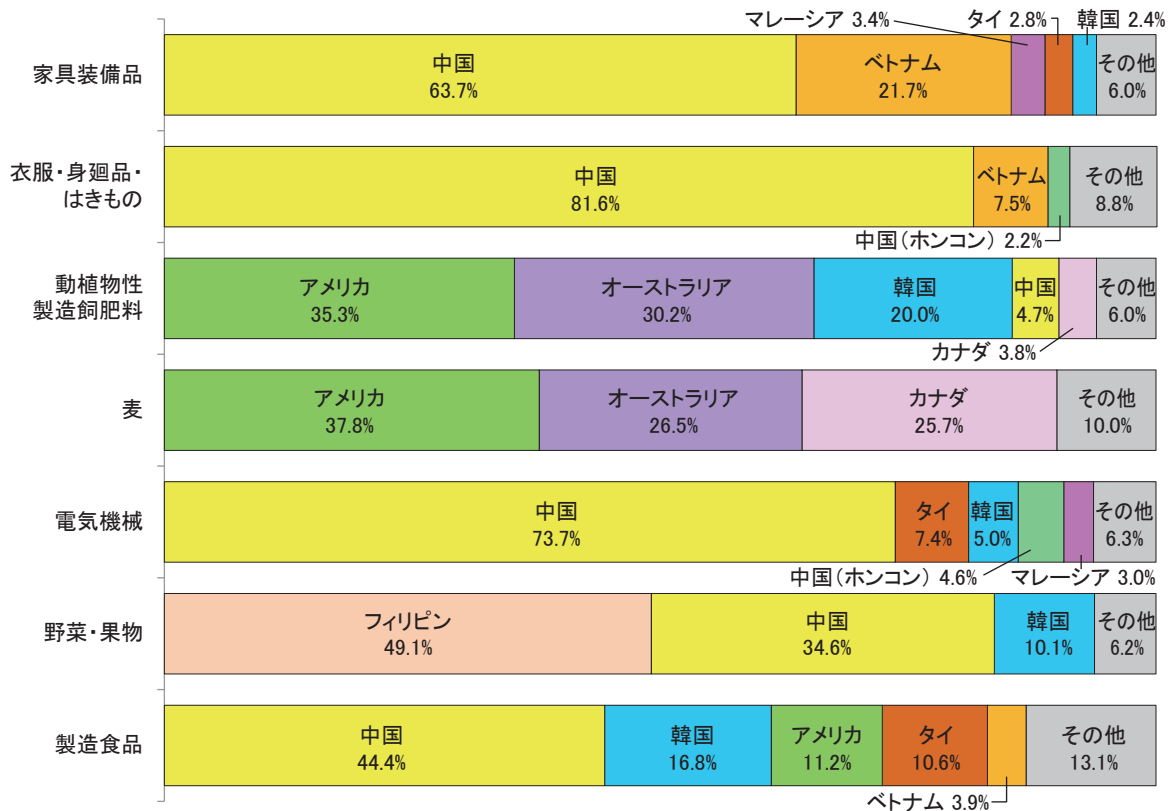 マレーシア 3.4%
タイ 2.8%
韓国 2.4%
家具装備品
中国
63.7%
ベトナム
21.7%
その他
6.0%
衣服・身廻品・
はきもの
中国
81.6%
ベトナム
7.5%
その他
8.8%
中国（ホンコン） 2.2%
動植物性
製造飼肥料
アメリカ
35.3%
オーストラリア
30.2%
韓国
20.0%
中国
4.7%
その他
6.0%
カナダ 3.8%
麦
アメリカ
37.8%
オーストラリア
26.5%
カナダ
25.7%
その他
10.0%
電気機械
中国
73.7%
タイ
7.4%
韓国
5.0%
その他
6.3%
中国（ホンコン） 4.6%
マレーシア 3.0%
野菜・果物
フィリピン
49.1%
中国
34.6%
韓国
10.1%
その他
6.2%
製造食品
中国
44.4%
韓国
16.8%
アメリカ
11.2%
タイ
10.6%
その他
13.1%
ベトナム 3.9%